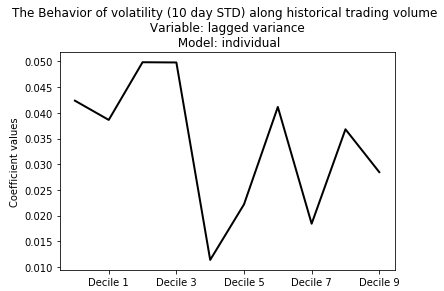 The Behavior of volatility (10 day STD) along historical trading volume
Variable: lagged variance
Model: individual
0.050
0.045
0.040
0.035
0.030
0.025
0.020
0.015
0.010
Coefficient values
Decile 1
Decile 3
Decile 5
Decile 7
Decile 9